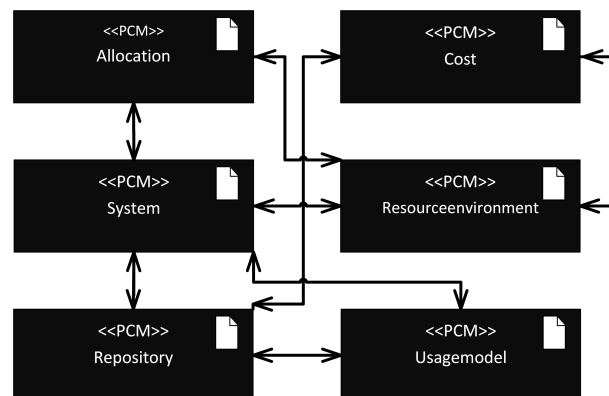 <<PCM>>
Allocation
<<PCM>>
Cost
<<PCM>>
System
<<PCM>>
Resourceenvironment
<<PCM>>
Repository
<<PCM>>
Usagemodel